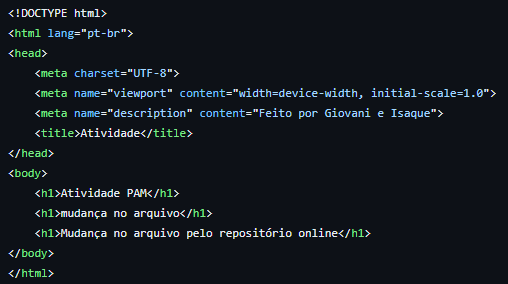 <!DOCTYPE html>
<html lang="pt-br">
<head>
    <meta charset="UTF-8">
    <meta name="viewport" content="width=device-width, initial-scale=1.0">
    <meta name="description" content="Feito por Giovani e Isaque">
    <title>Atividade</title>
</head>
<body>
    <h1>Atividade PAM</h1>
    <h1>mudança no arquivo</h1>
    <h1>Mudança no arquivo pelo repositório online</h1>
</body>
</html>